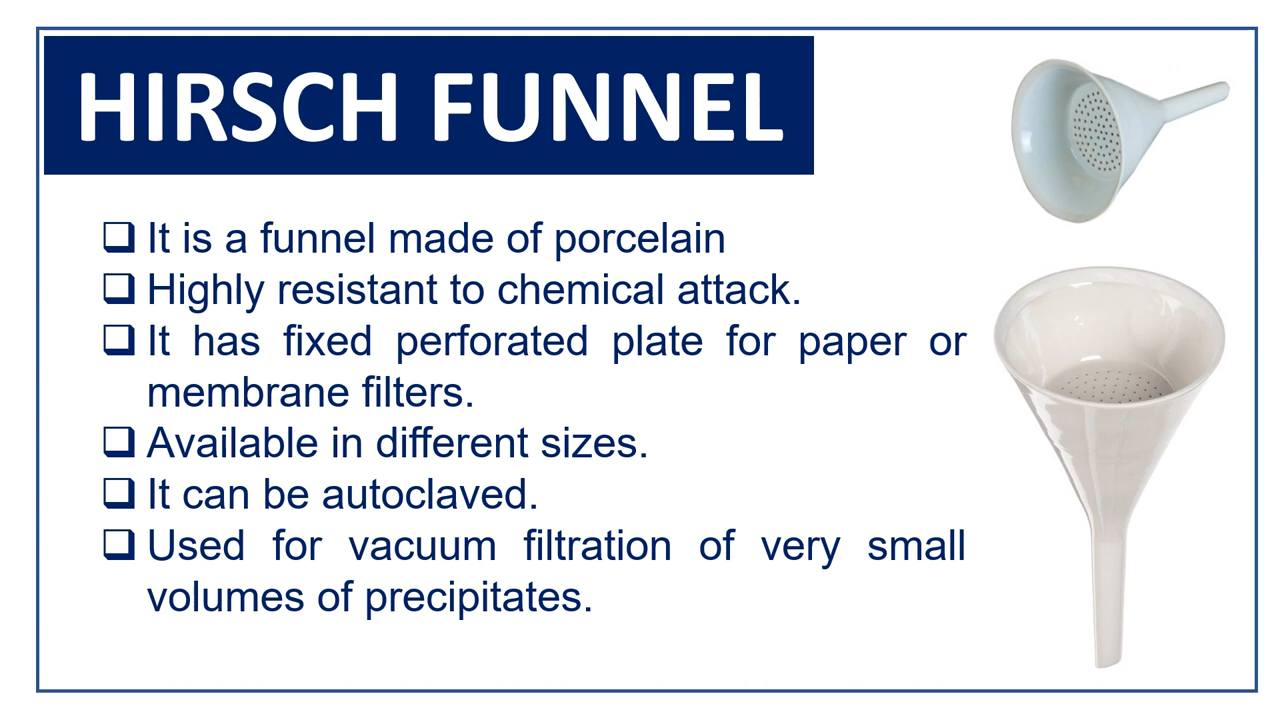 HIRSCH FUNNEL
❑ It is a funnel made of porcelain
❑ Highly resistant to chemical attack.
❑ It has fixed perforated plate for paper or
membrane filters.
❑ Available in different sizes.
❑ It can be autoclaved.
❑ Used for vacuum filtration of very small
volumes of precipitates.